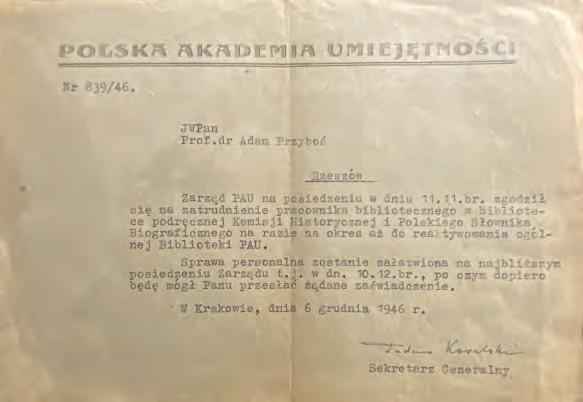 POLSKA AKADEMIA UMIEJĘTNOŚCI
Nr 839/46.
JWPan
Prof.dr Adam Przyboś
Rzeszów
Zarząd PAU na posiedzeniu w dniu 11.11.br. zgodził
się na zatrudnienie pracownika bibliotecznego w bibliote-
ce podręcznej Komisji Historycznej i Polskiego Słownika
Biograficznego na razie na okres aż do reaktywowania ogól-
nej Biblioteki PAU.
Sprawa personalna zostanie załatwiona na najbliższym
posiedzeniu Zarządu t.j. w dn. 10.12.br., po czym dopiero
będę mógł Panu przesłać żądane zaświadczenie.
W Krakowie, dnia 6 grudnia 1946 r.
Sekretarz Generalny